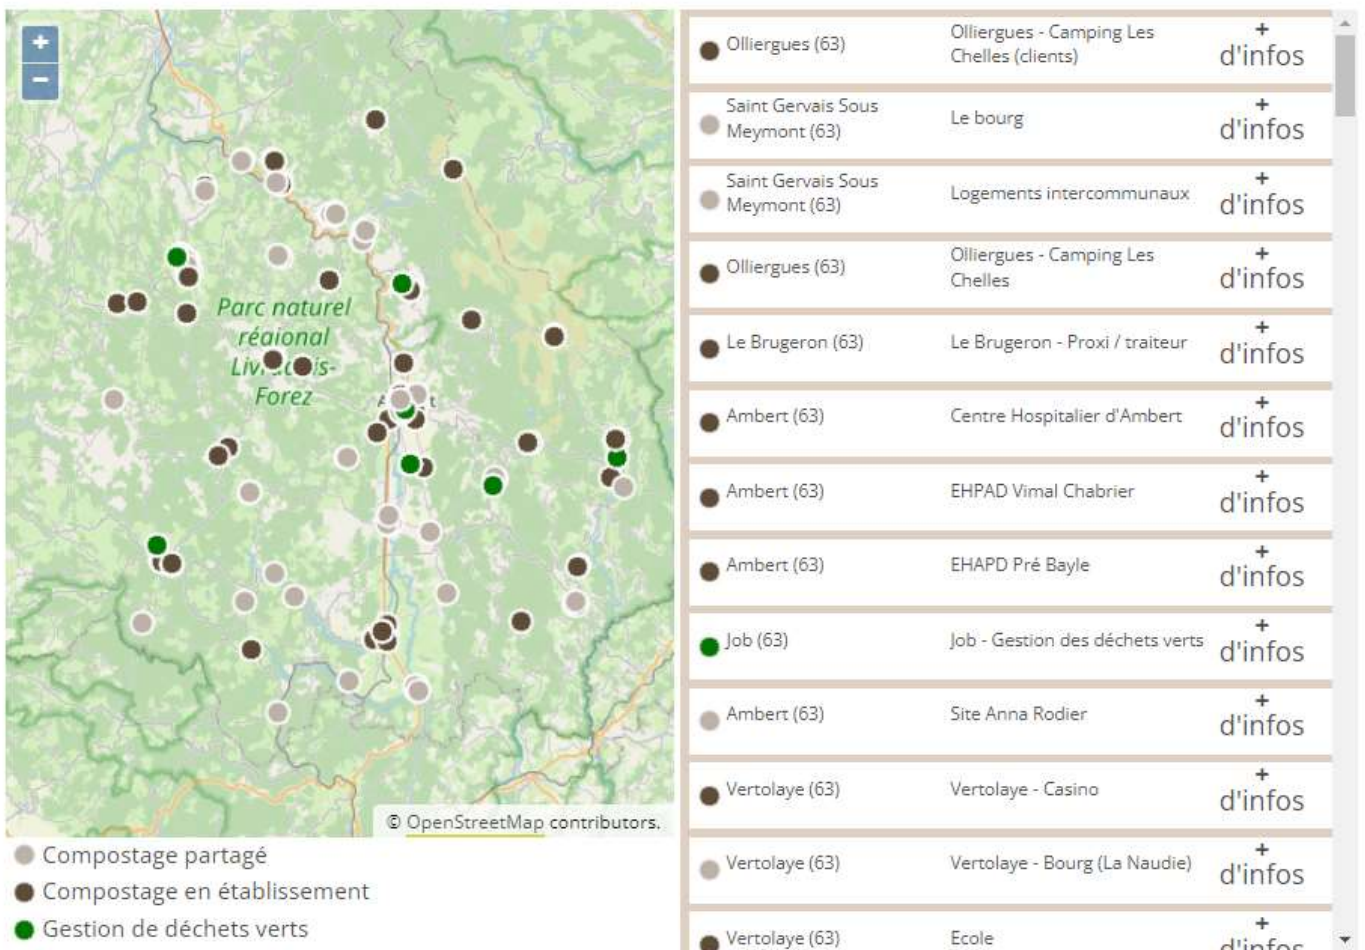 +
−
Parc naturel
régional
Forez
© OpenStreetMap contributors.
Compostage partagé
Compostage en établissement
Gestion de déchets verts
Olliergues (63)
Olliergues - Camping Les
Chelles (clients)
+
d'infos
Saint Gervais Sous
Meymont (63)
Le bourg
+
d'infos
Saint Gervais Sous
Meymont (63)
Logements intercommunaux
+
d'infos
Olliergues (63)
Olliergues - Camping Les
Chelles
+
d'infos
Le Brugeron (63)
Le Brugeron - Proxi / traiteur
+
d'infos
Ambert (63)
Centre Hospitalier d'Ambert
+
d'infos
Ambert (63)
EHPAD Vimal Chabrier
+
d'infos
Ambert (63)
EHAPD Pré Bayle
+
d'infos
Job (63)
Job - Gestion des déchets verts
+
d'infos
Ambert (63)
Site Anna Rodier
+
d'infos
Vertolaye (63)
Vertolaye - Casino
+
d'infos
Vertolaye (63)
Vertolaye - Bourg (La Naudie)
+
d'infos
Vertolaye (63)
Ecole
+
d'infos